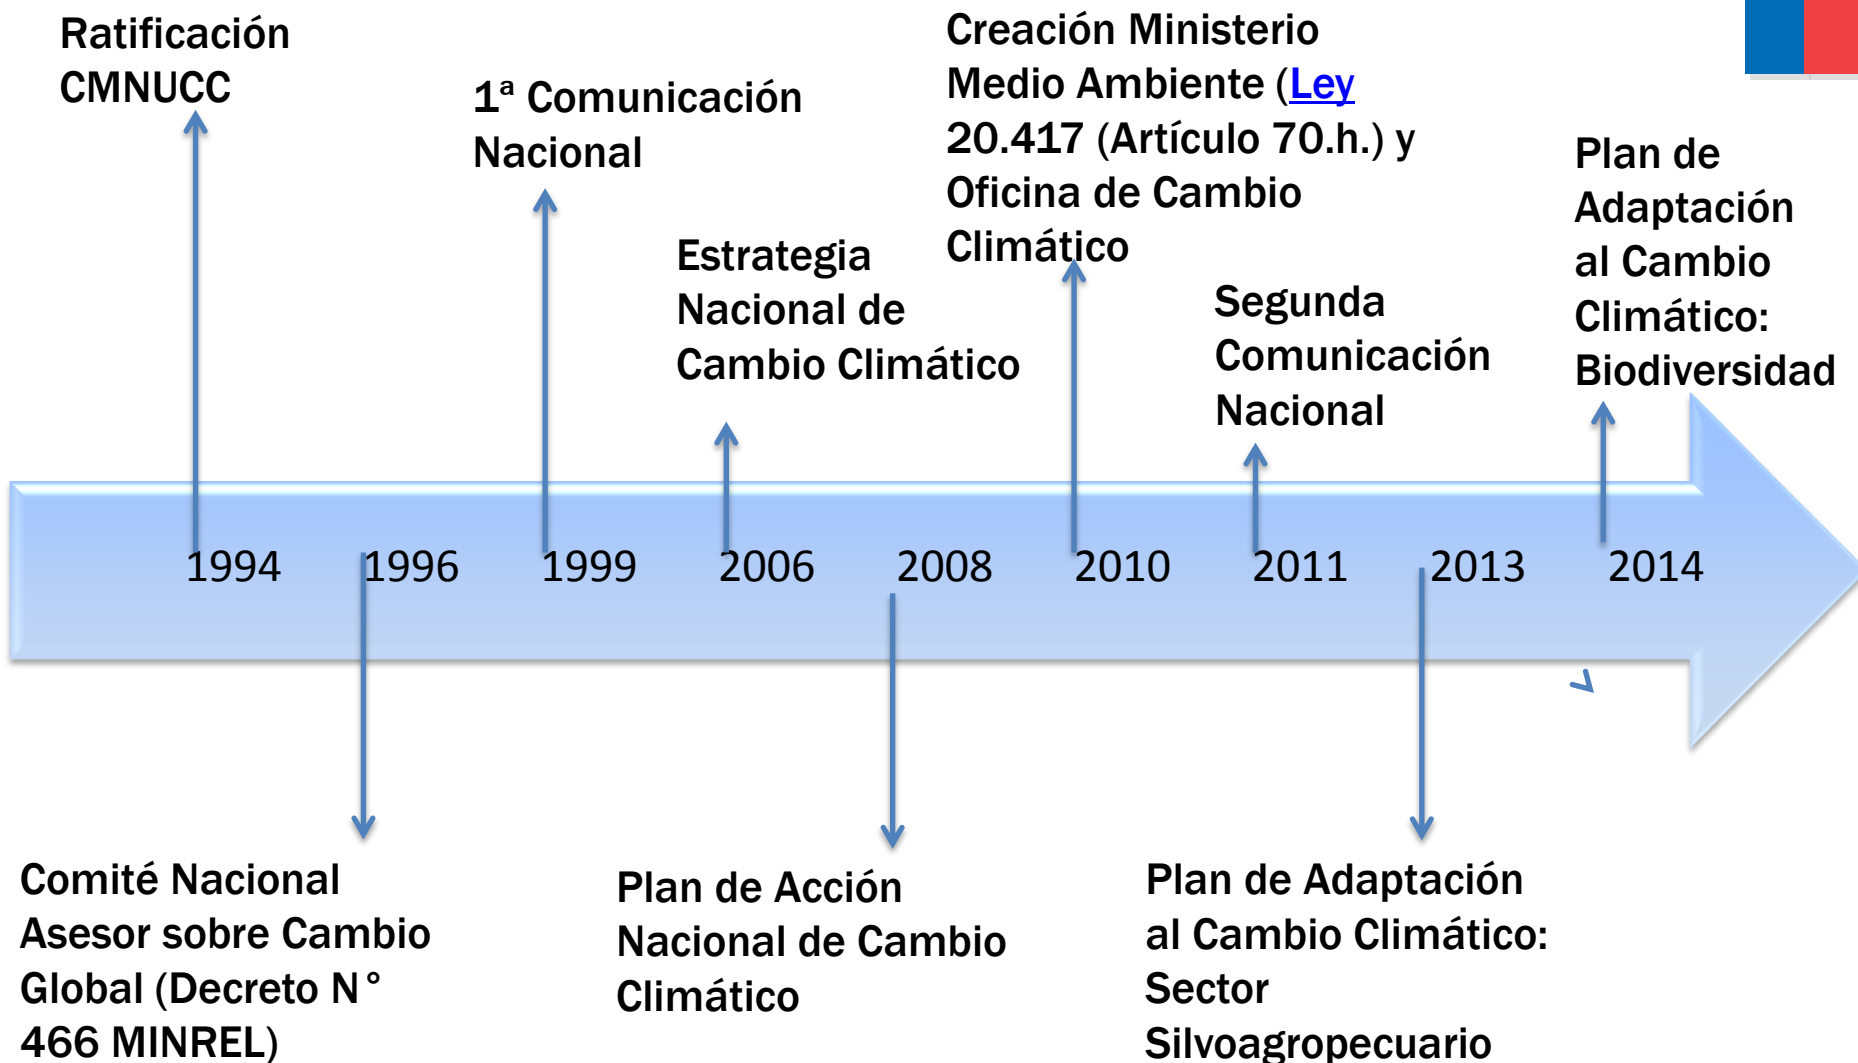 Ratificación
CMNUCC
1ª Comunicación
Nacional
Estrategia
Nacional de
Cambio Climático
Creación Ministerio
Medio Ambiente (Ley
20.417 (Artículo 70.h.) y
Oficina de Cambio
Climático
Segunda
Comunicación
Nacional
Plan de
Adaptación
al Cambio
Climático:
Biodiversidad
1994 1996 1999 2006 2008 2010 2011 2013 2014
Comité Nacional
Asesor sobre Cambio
Global (Decreto N°
466 MINREL)
Plan de Acción
Nacional de Cambio
Climático
Plan de Adaptación
al Cambio Climático:
Sector
Silvoagropecuario